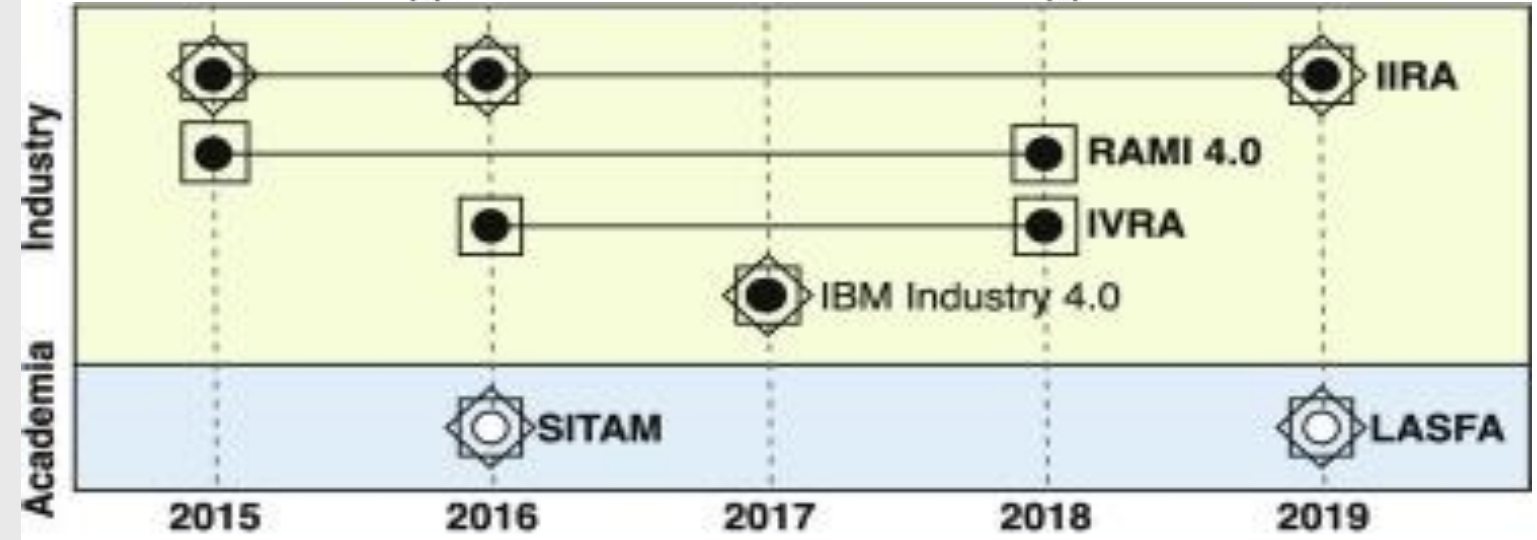 Industry
IIRA
RAMI 4.0
IVRA
IBM Industry 4.0
Academia
SITAM
LASFA
2015 2016 2017 2018 2019